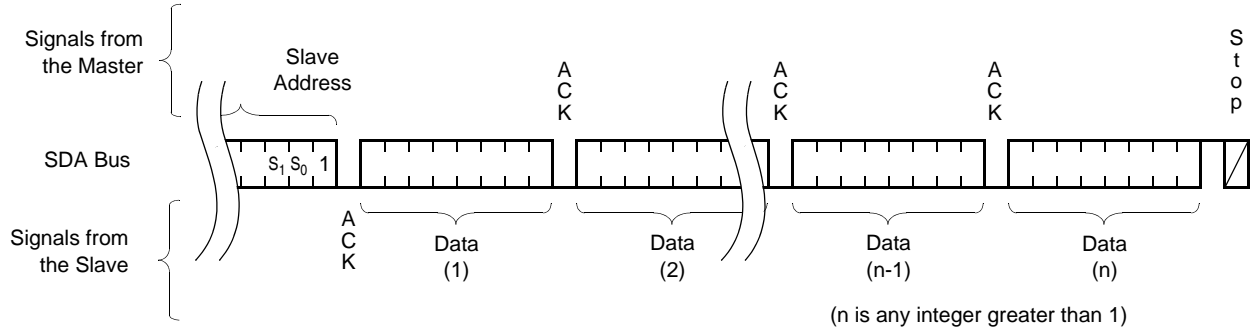 Signals from
the Master
Slave
Address
A
C
K
A
C
K
A
C
K
S
t
o
p
SDA Bus
S1 S0 1
Signals from
the Slave
A
C
K
Data
(1)
Data
(2)
Data
(n-1)
Data
(n)
(n is any integer greater than 1)